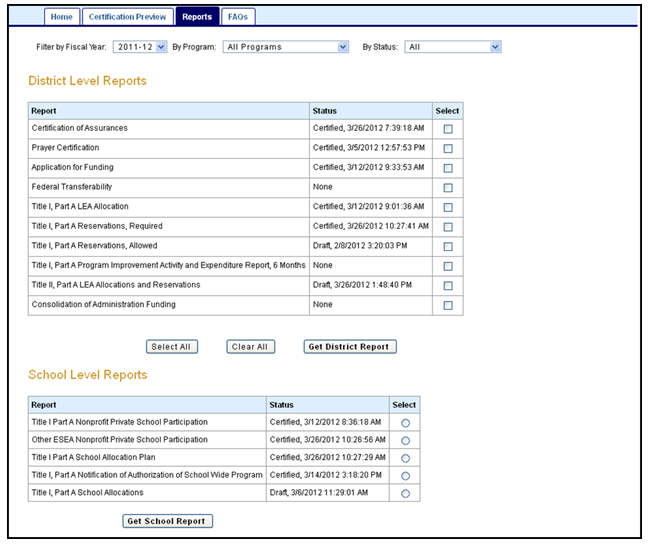 Home Certification Preview Reports FAQs
Filter by Fiscal Year: 2011-12 By Program: All Programs By Status: All
District Level Reports
Report Status Select
Certification of Assurances Certified, 3/26/2012 7:39:18 AM
Prayer Certification Certified, 3/5/2012 12:57:53 PM
Application for Funding Certified, 3/12/2012 9:33:53 AM
Federal Transferability None
Title I, Part A LEA Allocation Certified, 3/12/2012 9:01:36 AM
Title I, Part A Reservations, Required Certified, 3/26/2012 10:27:41 AM
Title I, Part A Reservations, Allowed Draft, 2/8/2012 3:20:03 PM
Title I, Part A Program Improvement Activity and Expenditure Report, 6 Months None
Title II, Part A LEA Allocations and Reservations Draft, 3/26/2012 1:48:40 PM
Consolidation of Administration Funding None
Select All Clear All Get District Report
School Level Reports
Report Status Select
Title I Part A Nonprofit Private School Participation Certified, 3/12/2012 8:36:18 AM
Other ESEA Nonprofit Private School Participation Certified, 3/26/2012 10:26:56 AM
Title I Part A School Allocation Plan Certified, 3/26/2012 10:27:29 AM
Title I, Part A Notification of Authorization of School Wide Program Certified, 3/14/2012 3:18:20 PM
Title I, Part A School Allocations Draft, 3/6/2012 11:29:01 AM
Get School Report